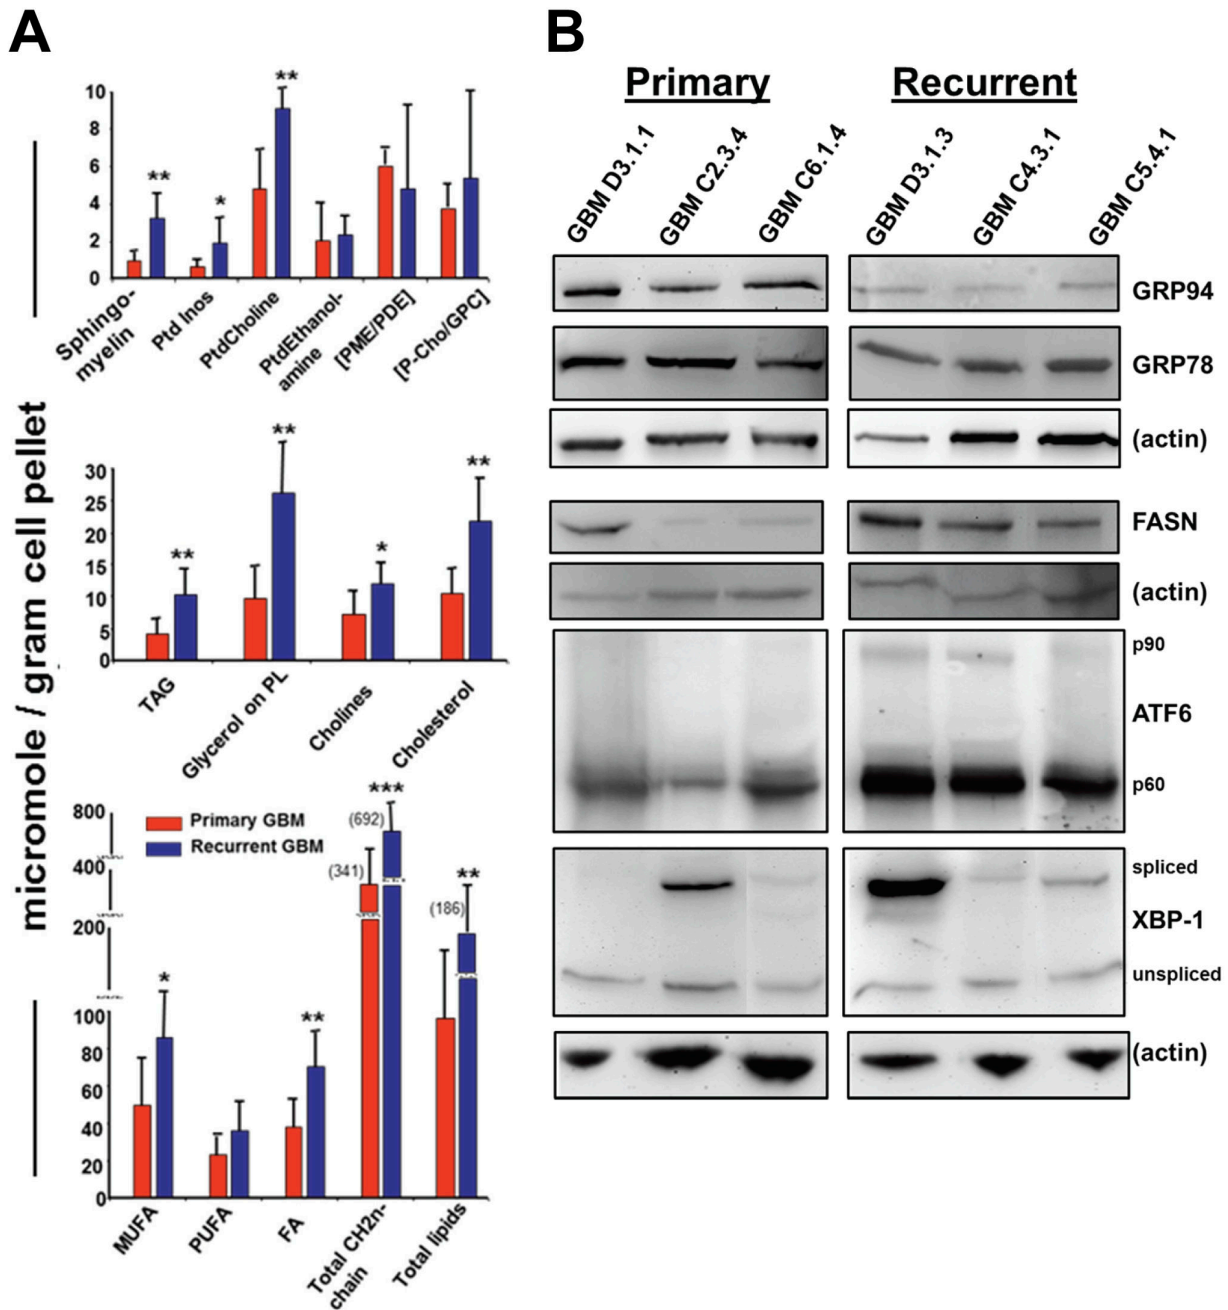 A
micromole / gram cell pellet
**
**
*
10
8
6
4
2
0
Sphingo-
myelin
Ptd Inos
PtdCholine
PtdEthanol-
amine
[PME/PDE]
[P-Cho/GPC]
**
**
**
*
30
25
20
15
10
5
0
TAG
Glycerol on PL
Cholines
Cholesterol
***
800
Primary GBM
Recurrent GBM
(692)
400
(341)
**
(186)
200
*
**
100
80
60
40
20
0
MUFA
PUFA
FA
Total CH2n-
chain
Total lipids
B
Primary
Recurrent
GBM D3.1.1
GBM C2.3.4
GBM C6.1.4
GBM D3.1.3
GBM C4.3.1
GBM C5.4.1
GRP94
GRP78
(actin)
FASN
(actin)
p90
ATF6
p60
spliced
XBP-1
unspliced
(actin)